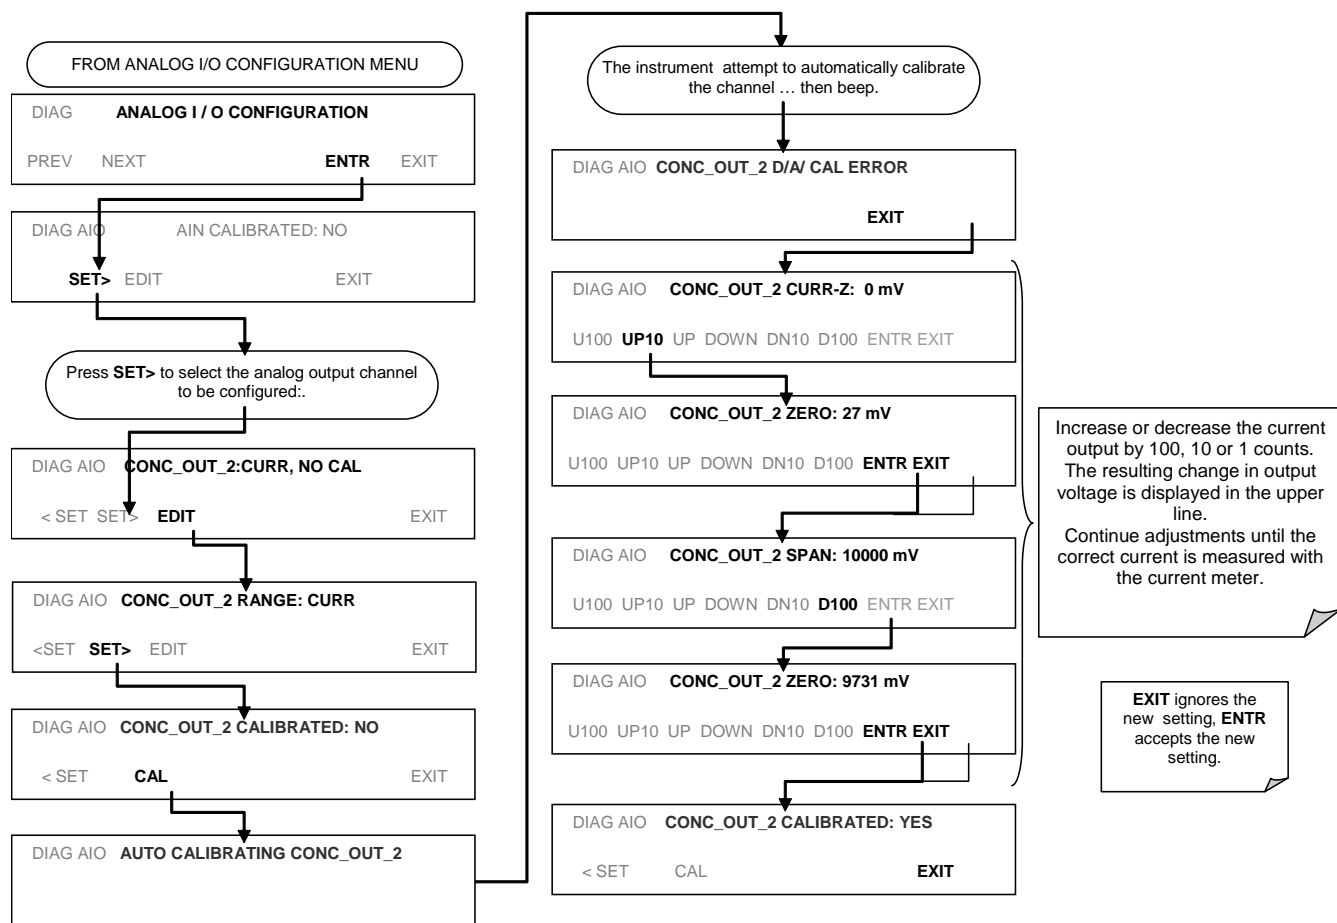 FROM ANALOG I/O CONFIGURATION MENU
DIAG ANALOG I / O CONFIGURATION
PREV NEXT ENTR EXIT
DIAG AIO AIN CALIBRATED: NO
SET> EDIT EXIT
Press SET> to select the analog output channel
to be configured:.
DIAG AIO CONC_OUT_2:CURR, NO CAL
< SET SET> EDIT EXIT
DIAG AIO CONC_OUT_2 RANGE: CURR
<SET SET> EDIT EXIT
DIAG AIO CONC_OUT_2 CALIBRATED: NO
< SET CAL EXIT
DIAG AIO AUTO CALIBRATING CONC_OUT_2
The instrument attempt to automatically calibrate
the channel … then beep.
DIAG AIO CONC_OUT_2 D/A/ CAL ERROR
EXIT
DIAG AIO CONC_OUT_2 CURR-Z: 0 mV
U100 UP10 UP DOWN DN10 D100 ENTR EXIT
DIAG AIO CONC_OUT_2 ZERO: 27 mV
U100 UP10 UP DOWN DN10 D100 ENTR EXIT
DIAG AIO CONC_OUT_2 SPAN: 10000 mV
U100 UP10 UP DOWN DN10 D100 ENTR EXIT
DIAG AIO CONC_OUT_2 ZERO: 9731 mV
U100 UP10 UP DOWN DN10 D100 ENTR EXIT
DIAG AIO CONC_OUT_2 CALIBRATED: YES
< SET CAL EXIT
Increase or decrease the current
output by 100, 10 or 1 counts.
The resulting change in output
voltage is displayed in the upper
line.
Continue adjustments until the
correct current is measured with
the current meter.
EXIT ignores the
new setting, ENTR
accepts the new
setting.